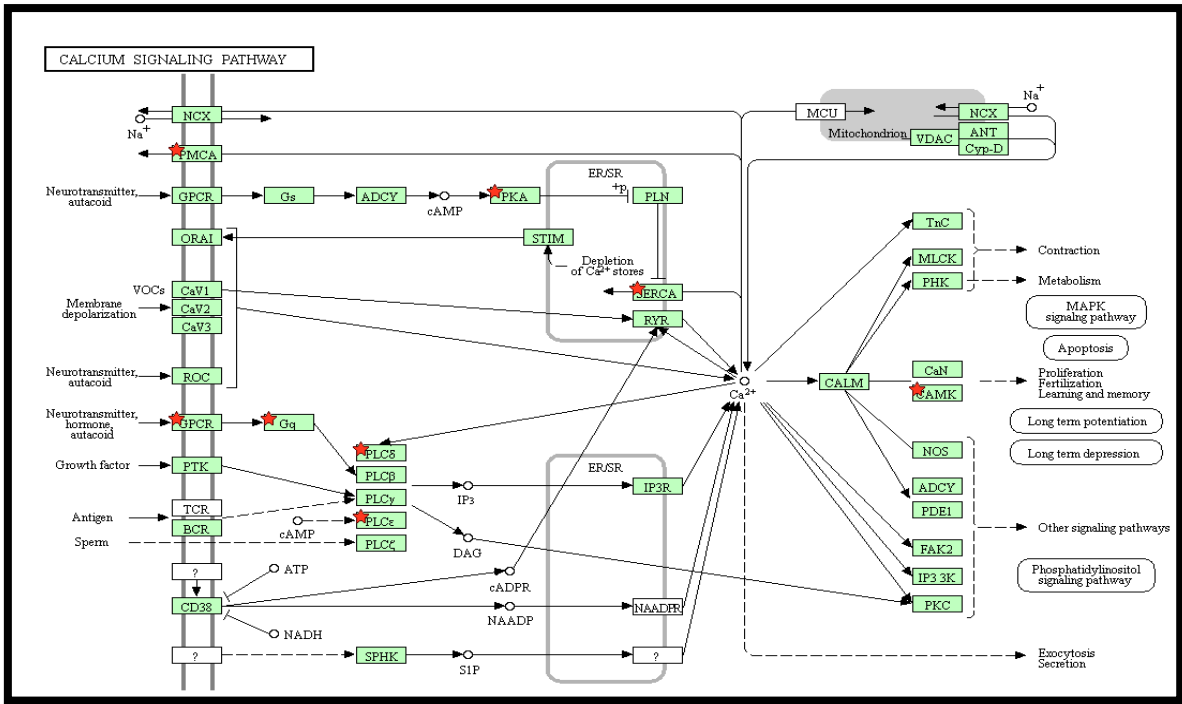 CALCIUM SIGNALING PATHWAY
NCX
Na+
PMCA
Neurotransmitter,
autacoid
GPCR
Gs
ADCY
cAMP
PKA
+p
ER/SR
PLN
ORAI
STIM
Depletion
of Ca2+ stores
VOCs
CaV1
Membrane
depolarization
CaV2
CaV3
SERCA
RYR
Neurotransmitter,
autacoid
ROC
Neurotransmitter,
hormone,
autacoid
GPCR
Gq
PLCδ
Growth factor
PTK
PLCβ
PLCγ
IP3
ER/SR
IP3R
Antigen
TCR
BCR
cAMP
PLCε
Sperm
PLCζ
DAG
?
ATP
cADPR
CD38
NAADP
NAADPR
NADH
?
SPHK
S1P
?
MCU
Mitochondrion
Na+
NCX
VDAC
ANT
Cyp-D
Ca2+
CALM
TnC
MLCK
PHK
CaN
CAMK
NOS
ADCY
PDE1
FAK2
IP3 3K
PKC
Contraction
Metabolism
MAPK
signaling pathway
Apoptosis
Proliferation
Fertilization
Learning and memory
Long term potentiation
Long term depression
Other signaling pathways
Phosphatidylinositol
signaling pathway
Exocytosis
Secretion